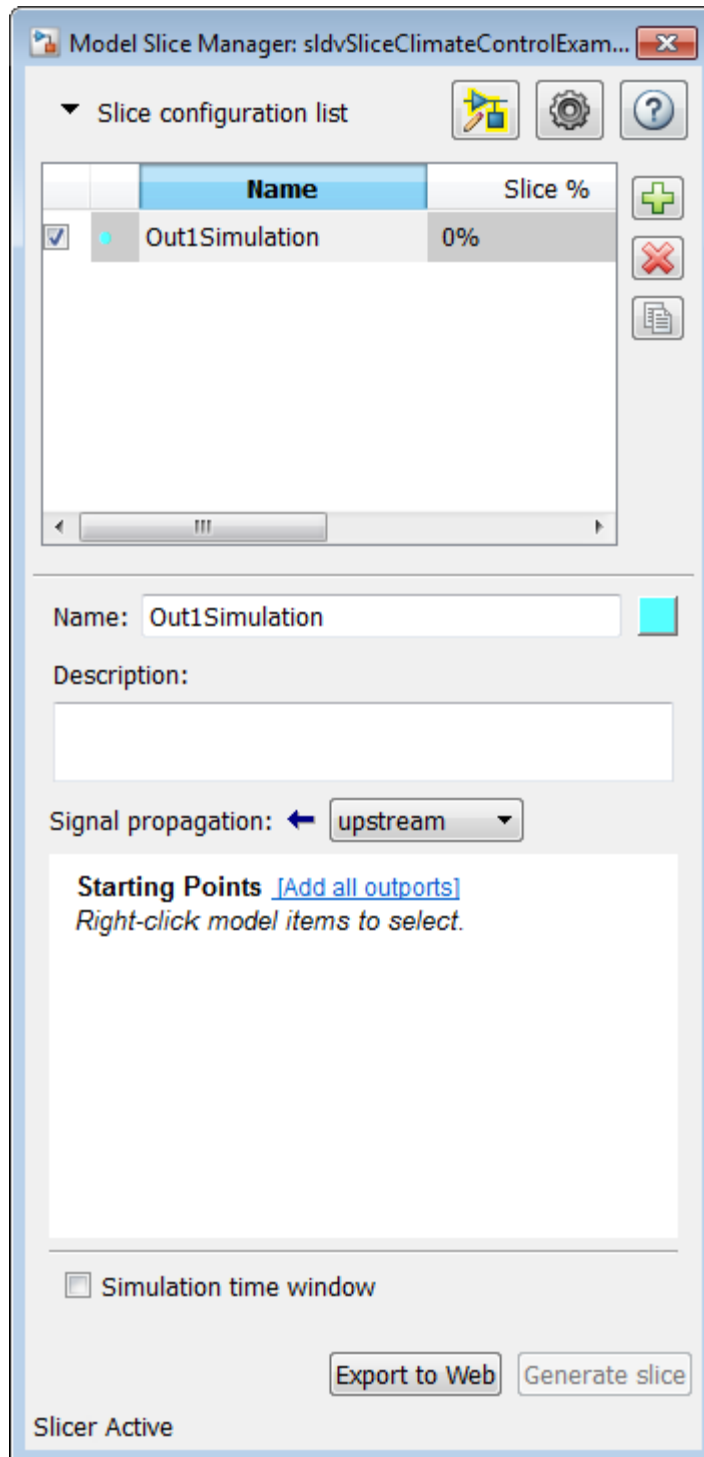 Model Slice Manager: sldvSliceClimateControlExam...
Slice configuration list
Name Slice %
Out1Simulation 0%
Name: Out1Simulation
Description:
Signal propagation: upstream
Starting Points [Add all outports]
Right-click model items to select.
Simulation time window
Export to Web Generate slice
Slicer Active